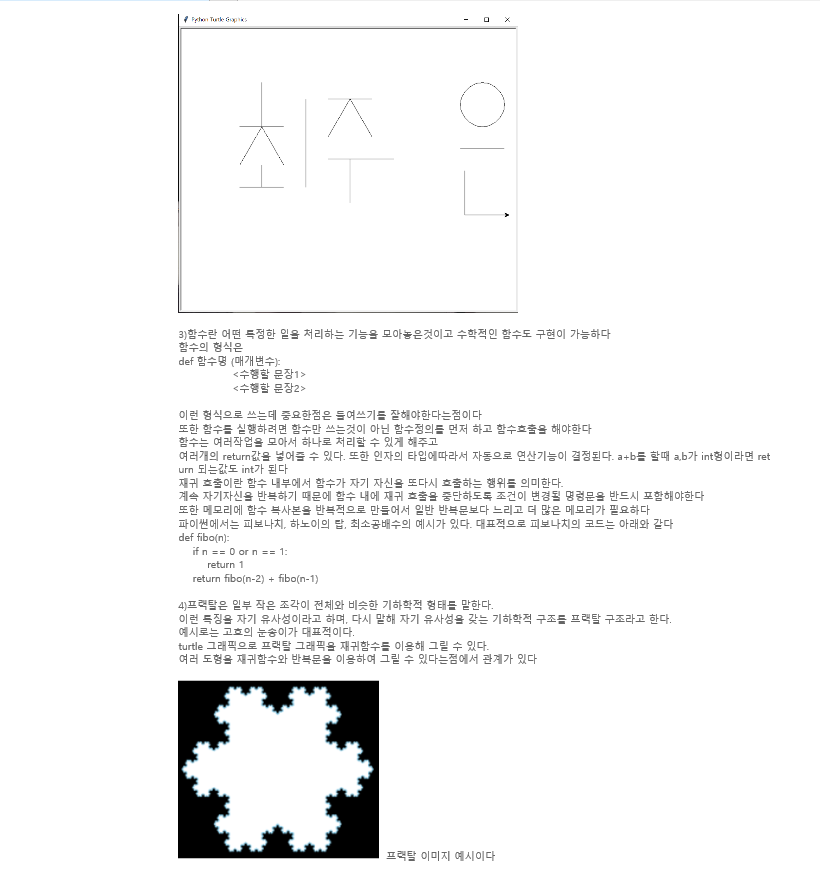 Python Turtle Graphics
3)함수란 어떤 특정한 일을 처리하는 기능을 모아놓은것이고 수학적인 함수도 구현이 가능하다
함수의 형식은
def 함수명 (매개변수):
<수행할 문장1>
<수행할 문장2>
이런 형식으로 쓰는데 중요한점은 들여쓰기를 잘해야한다는점이다
또한 함수를 실행하려면 함수만 쓰는것이 아닌 함수정의를 먼저 하고 함수호출을 해야한다
함수는 여러작업을 모아서 하나로 처리할 수 있게 해주고
여러개의 return값을 넣어줄 수 있다. 또한 인자의 타입에따라서 자동으로 연산기능이 결정된다. a+b를 할때 a,b가 int형이라면 ret
urn 되는값도 int가 된다
재귀 호출이란 함수 내부에서 함수가 자기 자신을 또다시 호출하는 행위를 의미한다.
계속 자기자신을 반복하기 때문에 함수 내에 재귀 호출을 중단하도록 조건이 변경될 명령문을 반드시 포함해야한다
또한 메모리에 함수 복사본을 반복적으로 만들어서 일반 반복문보다 느리고 더 많은 메모리가 필요하다
파이썬에서는 피보나치, 하노이의 탑, 최소공배수의 예시가 있다. 대표적으로 피보나치의 코드는 아래와 같다
def fibo(n):
if n == 0 or n == 1:
return 1
return fibo(n-2) + fibo(n-1)
4)프랙탈은 일부 작은 조각이 전체와 비슷한 기하학적 형태를 말한다.
이런 특징을 자기 유사성이라고 하며, 다시 말해 자기 유사성을 갖는 기하학적 구조를 프랙탈 구조라고 한다.
예시로는 고흐의 눈송이가 대표적이다.
turtle 그래픽으로 프랙탈 그래픽을 재귀함수를 이용해 그릴 수 있다.
여러 도형을 재귀함수와 반복문을 이용하여 그릴 수 있다는점에서 관계가 있다
프랙탈 이미지 예시이다